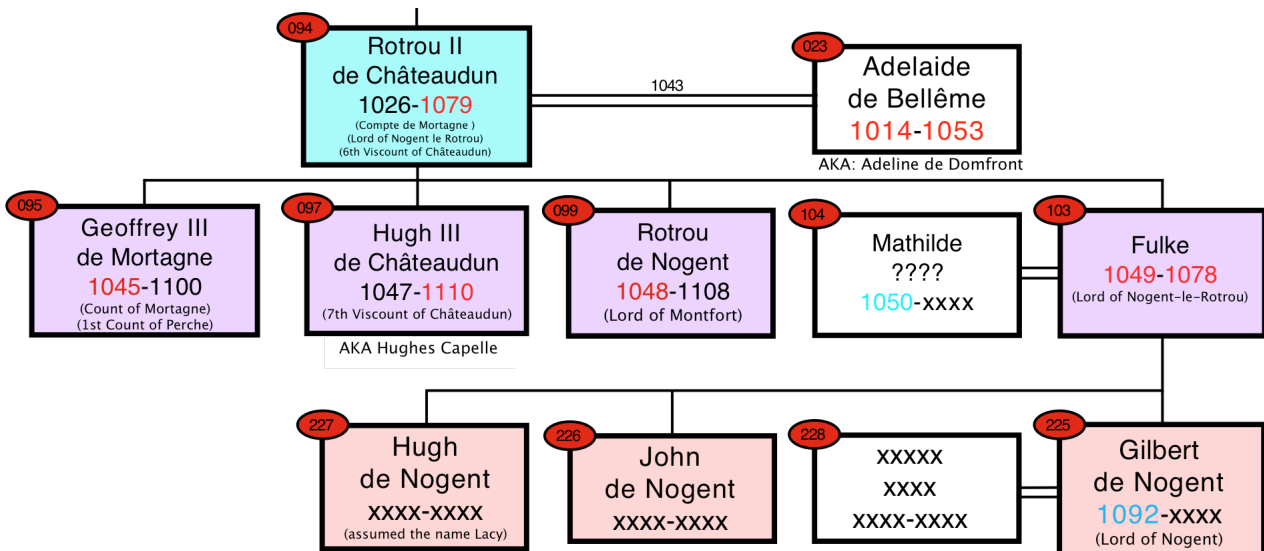 094
Rotrou II
de Châteaudun
1026-1079
(Compte de Mortagne )
(Lord of Nogent le Rotrou)
(6th Viscount of Châteaudun)
1043
023
Adelaide
de Bellême
1014-1053
AKA: Adeline de Domfront
095
Geoffrey III
de Mortagne
1045-1100
(Count of Mortagne)
(1st Count of Perche)
097
Hugh III
de Châteaudun
1047-1110
(7th Viscount of Châteaudun)
AKA Hughes Capelle
099
Rotrou
de Nogent
1048-1108
(Lord of Montfort)
104
Mathilde
????
1050-xxxx
103
Fulke
1049-1078
(Lord of Nogent-le-Rotrou)
227
Hugh
de Nogent
xxxx-xxxx
(assumed the name Lacy)
226
John
de Nogent
xxxx-xxxx
228
xxxxx
xxxx
xxxx-xxxx
225
Gilbert
de Nogent
1092-xxxx
(Lord of Nogent)